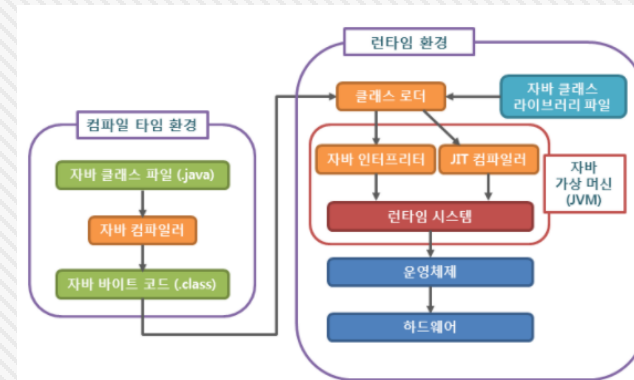 런타임 환경
클래스 로더
자바 클래스
라이브러리 파일
컴파일 타임 환경
자바 인터프리터
JIT 컴파일러
자바
가상 머신
(JVM)
자바 클래스 파일 (.java)
런타임 시스템
자바 컴파일러
운영체제
자바 바이트 코드 (.class)
하드웨어